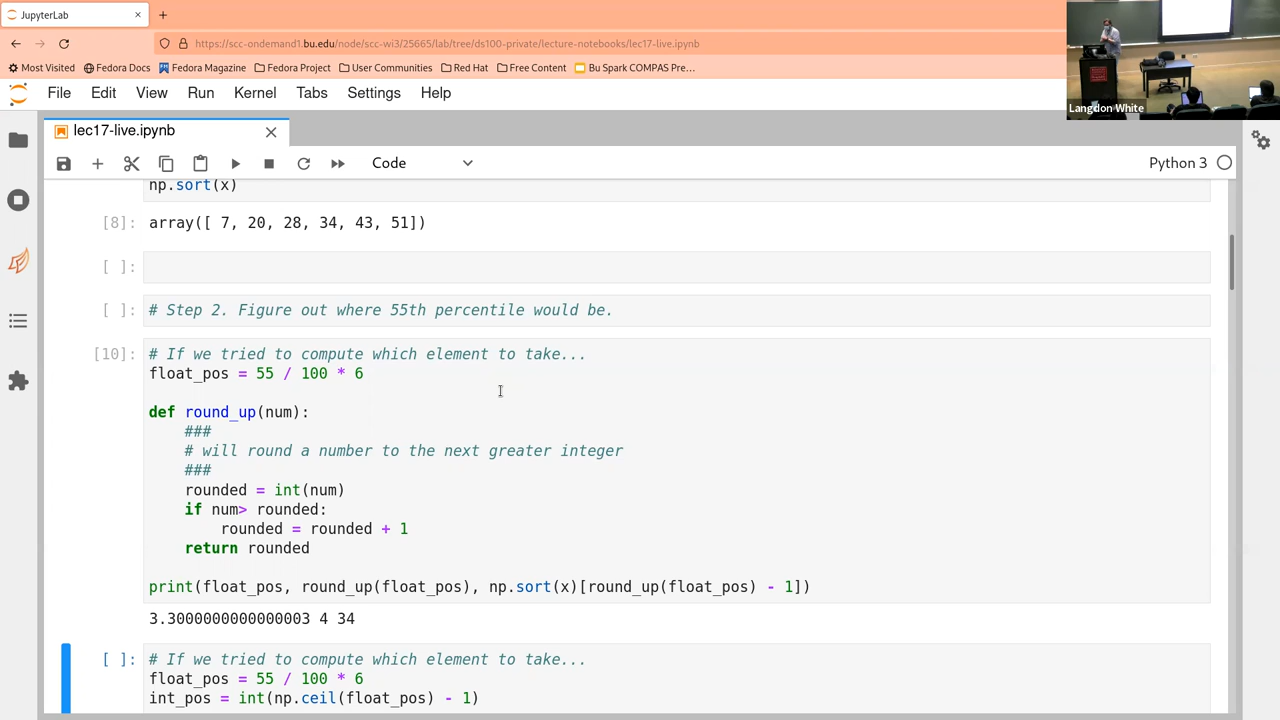 JupyterLab
https://scc-ondemand1.bu.edu/node/scc-wi3/25665/lab/tree/ds100-private/lecture-notebooks/lec17-live.ipynb
Most Visited Fedora Docs Fedora Magazine Fedora Project User Communities Red Hat Free Content Bu Spark COMPAS Pre...
Langdon White
File Edit View Run Kernel Tabs Settings Help
lec17-live.ipynb
Code Python 3
np.sort(x)
[8]: array([ 7, 20, 28, 34, 43, 51])
[ ]:
[ ]: # Step 2. Figure out where 55th percentile would be.
[10]: # If we tried to compute which element to take...
float_pos = 55 / 100 * 6
def round_up(num):
###
# will round a number to the next greater integer
###
rounded = int(num)
if num> rounded:
rounded = rounded + 1
return rounded
print(float_pos, round_up(float_pos), np.sort(x)[round_up(float_pos) - 1])
3.3000000000000003 4 34
[ ]: # If we tried to compute which element to take...
float_pos = 55 / 100 * 6
int_pos = int(np.ceil(float_pos) - 1)